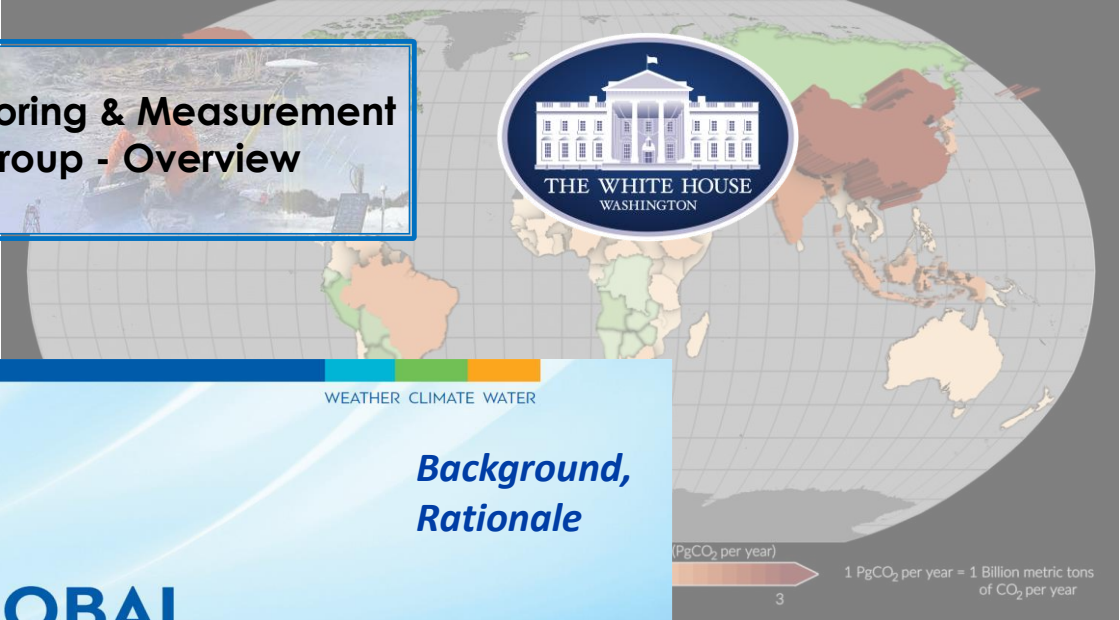 oring & Measurement
roup - Overview
THE WHITE HOUSE
WASHINGTON
WEATHER CLIMATE WATER
Background,
Rationale
OBAL
(PgCO₂ per year)
3
1 PgCO₂ per year = 1 Billion metric tons
of CO₂ per year